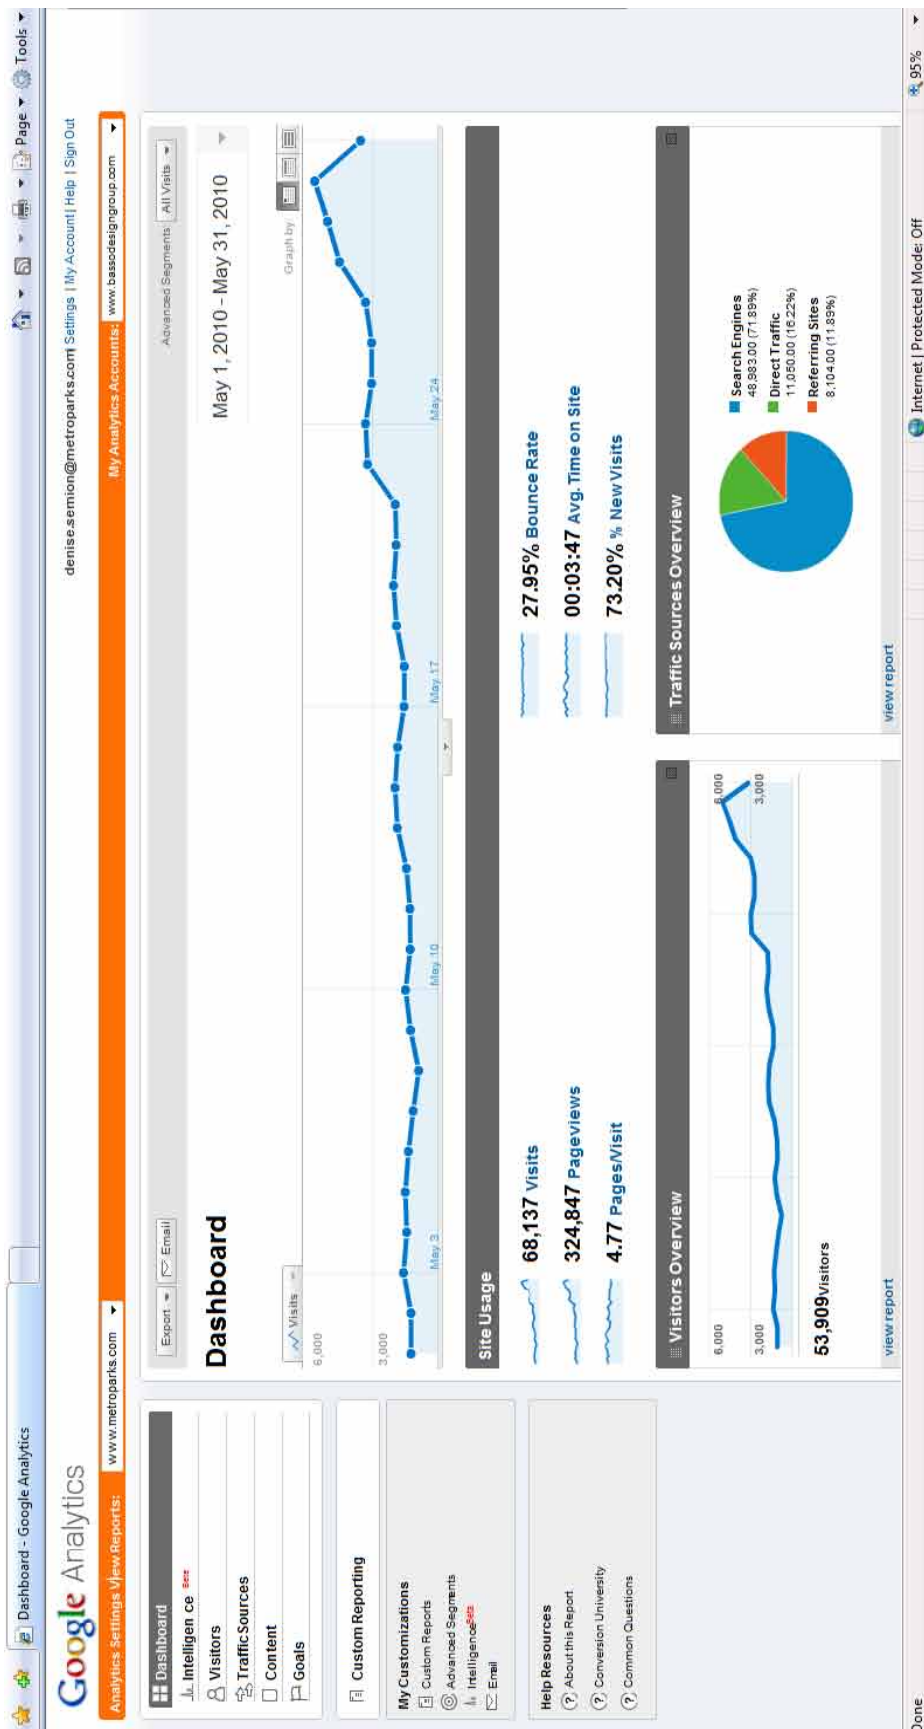 Dashboard - Google Analytics
Page
Tools
Google Analytics
denise.semion@metroparks.com Settings | My Account | Help | Sign Out
Analytics Settings View Reports: www.metroparks.com
My Analytics Accounts: www.bassodesigngroup.com
Dashboard
Intelligen ce Beta
Visitors
Traffic Sources
Content
Goals
Custom Reporting
My Customizations
Custom Reports
Advanced Segments
Intelligence Beta
Email
Help Resources
About this Report
Conversion University
Common Questions
Export
Email
Advanced Segments All Visits
Dashboard
May 1, 2010 - May 31, 2010
Visits
Graph by
6,000
3,000
May 3
May 10
May 17
May 24
Site Usage
68,137 Visits
27.95% Bounce Rate
324,847 Pageviews
00:03:47 Avg. Time on Site
4.77 Pages/Visit
73.20% % New Visits
Visitors Overview
6,000
6,000
3,000
3,000
53,909 Visitors
view report
Traffic Sources Overview
Search Engines
48,983.00 (71.89%)
Direct Traffic
11,050.00 (16.22%)
Referring Sites
8,104.00 (11.89%)
view report
Done
Internet | Protected Mode: Off
95%